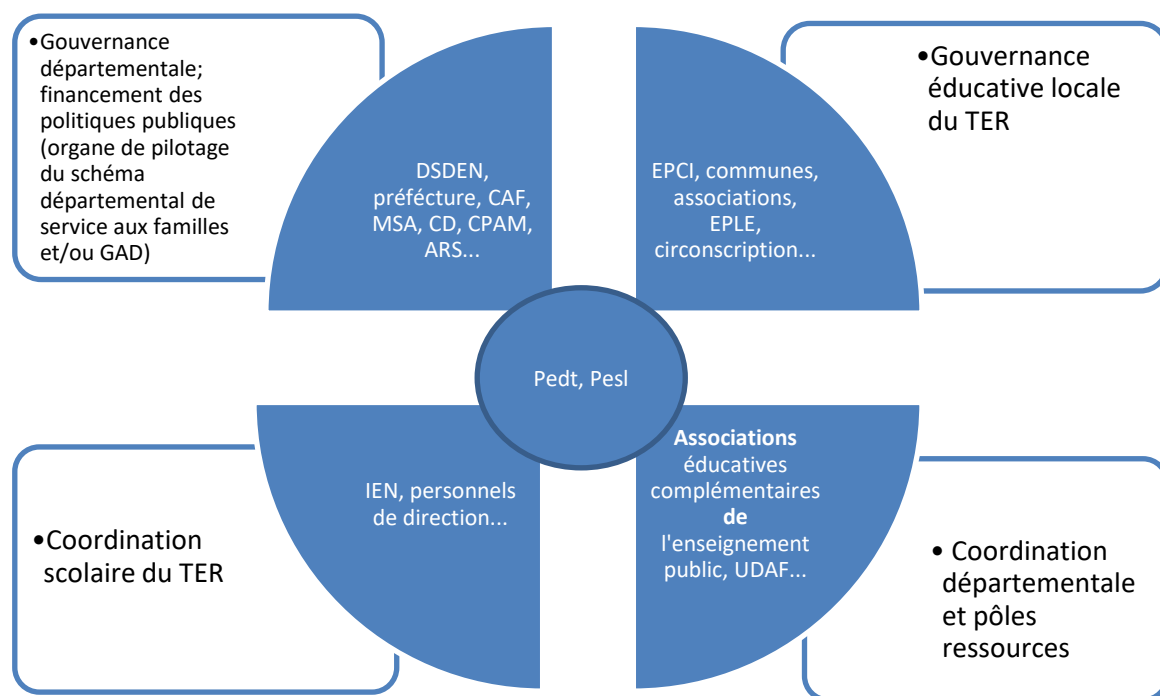 •Gouvernance
départementale;
financement des
politiques publiques
(organe de pilotage
du schéma
départemental de
service aux familles
et/ou GAD)
DSDEN,
préfécture, CAF,
MSA, CD, CPAM,
ARS...
EPCI, communes,
associations,
EPLE,
circonscription...
•Gouvernance
éducative locale
du TER
Pedt, Pesl
•Coordination
scolaire du TER
IEN, personnels
de direction...
Associations
éducatives
complémentaires
de
l'enseignement
public, UDAF...
• Coordination
départementale
et pôles
ressources